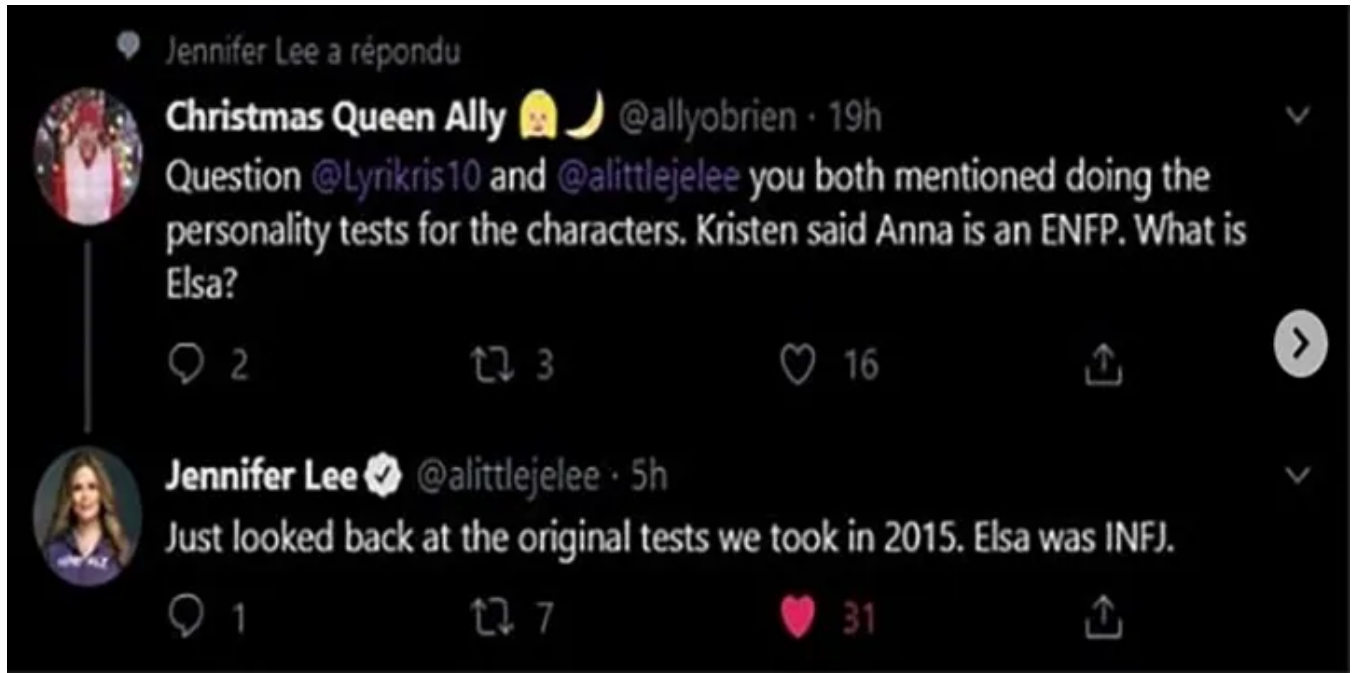 Jennifer Lee a répondu
Christmas Queen Ally 👱‍♀️🌙 @allyobrien · 19h
Question @Lyrikris10 and @alittlejelee you both mentioned doing the
personality tests for the characters. Kristen said Anna is an ENFP. What is
Elsa?
2 3 16
Jennifer Lee @alittlejelee · 5h
Just looked back at the original tests we took in 2015. Elsa was INFJ.
1 7 31